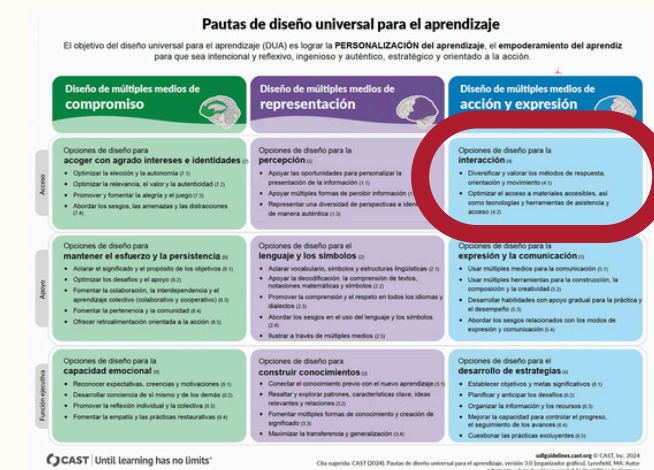 Pautas de diseño universal para el aprendizaje
El objetivo del diseño universal para el aprendizaje (DUA) es lograr la PERSONALIZACIÓN del aprendizaje, el empoderamiento del aprendiz
para que sea intencional y reflexivo, ingenioso y auténtico, estratégico y orientado a la acción.
Diseño de múltiples medios de
compromiso
Diseño de múltiples medios de
representación
Diseño de múltiples medios de
acción y expresión
Acceso
Opciones de diseño para
acoger con agrado intereses e identidades (7)
• Optimizar la elección y la autonomía (7.1)
• Optimizar la relevancia, el valor y la autenticidad (7.2)
• Promover y fomentar la alegría y el juego (7.3)
• Abordar los sesgos, las amenazas y las distracciones
(7.4)
Opciones de diseño para la
percepción (1)
• Apoyar las oportunidades para personalizar la
presentación de la información (1.1)
• Apoyar múltiples formas de percibir información
• Representar una diversidad de perspectivas e
de manera auténtica (1.3)
Opciones de diseño para la
interacción (4)
• Diversificar y valorar los métodos de respuesta,
orientación y movimiento (4.1)
• Optimizar el acceso a materiales accesibles, así
como tecnologías y herramientas de asistencia y
acceso (4.2)
Apoyo
Opciones de diseño para
mantener el esfuerzo y la persistencia (8)
• Aclarar el significado y el propósito de los objetivos (8.1)
• Optimizar los desafíos y el apoyo (8.2)
• Fomentar la colaboración, la interdependencia y el
aprendizaje colectivo (colaborativo y cooperativo) (8.3)
• Fomentar la pertenencia y la comunidad (8.4)
• Ofrecer retroalimentación orientada a la acción (8.5)
Opciones de diseño para el
lenguaje y los símbolos (2)
• Aclarar vocabulario, símbolos y estructuras lingüísticas (2.1)
• Apoyar la decodificación, la comprensión de textos,
notaciones matemáticas y símbolos (2.2)
• Promover la comprensión y el respeto en todos los idiomas y
dialectos (2.3)
• Abordar los sesgos en el uso del lenguaje y los símbolos
(2.4)
• Ilustrar a través de múltiples medios (2.5)
Opciones de diseño para la
expresión y la comunicación (5)
• Usar múltiples medios para la comunicación (5.1)
• Usar múltiples herramientas para la construcción, la
composición y la creatividad (5.2)
• Desarrollar habilidades con apoyo gradual para la práctica y
el desempeño (5.3)
• Abordar los sesgos relacionados con los modos de
expresión y comunicación (5.4)
Función ejecutiva
Opciones de diseño para la
capacidad emocional (9)
• Reconocer expectativas, creencias y motivaciones (9.1)
• Desarrollar conciencia de sí mismo y de los demás (9.2)
• Promover la reflexión individual y la colectiva (9.3)
• Fomentar la empatía y las prácticas restaurativas (9.4)
Opciones de diseño para
construir conocimientos (3)
• Conectar el conocimiento previo con el nuevo aprendizaje (3.1)
• Resaltar y explorar patrones, características clave, ideas
relevantes y relaciones (3.2)
• Fomentar múltiples formas de conocimiento y creación de
significado (3.3)
• Maximizar la transferencia y generalización (3.4)
Opciones de diseño para el
desarrollo de estrategias (6)
• Establecer objetivos y metas significativos (6.1)
• Planificar y anticipar los desafíos (6.2)
• Organizar la información y los recursos (6.3)
• Mejorar la capacidad para controlar el progreso,
el seguimiento de los avances (6.4)
• Cuestionar las prácticas excluyentes (6.5)
CAST | Until learning has no limits
udlguidelines.cast.org © CAST, Inc. 2024
Cita sugerida: CAST (2024). Pautas de diseño universal para el aprendizaje, versión 3.0 [organizador gráfico]. Lynnfield, MA: Autor